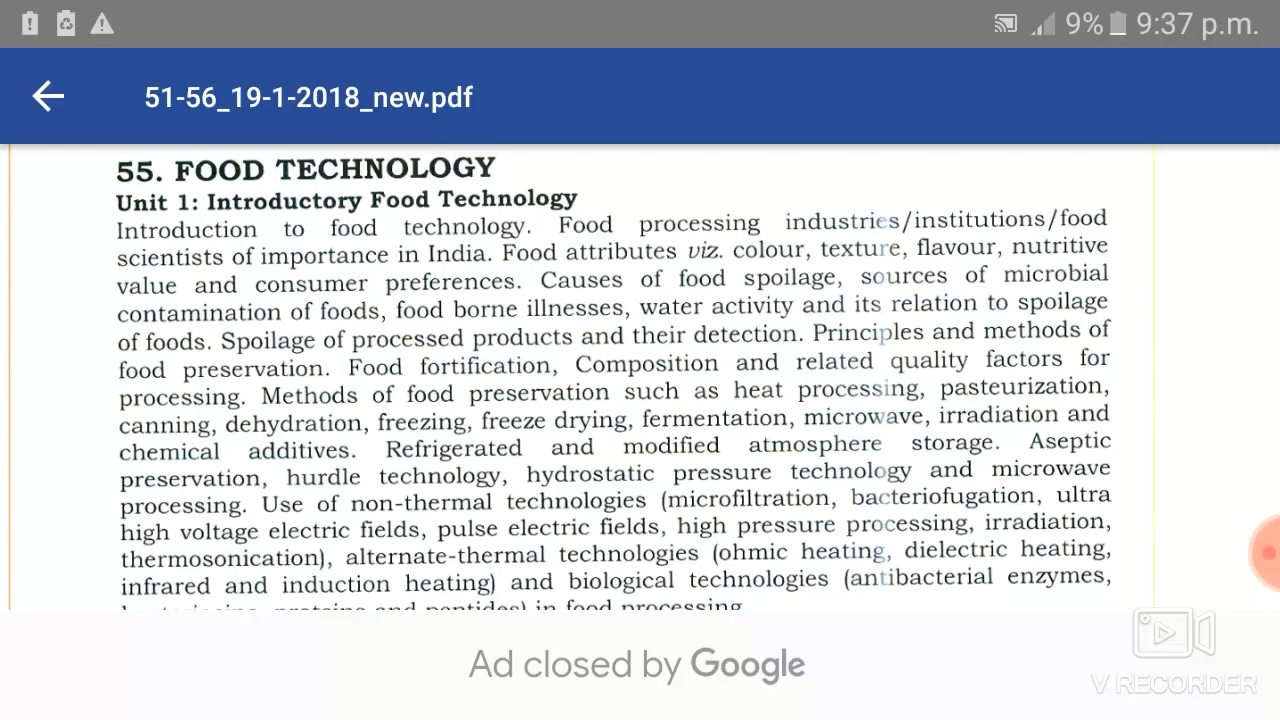 9% 9:37 p.m.
51-56_19-1-2018_new.pdf
55. FOOD TECHNOLOGY
Unit 1: Introductory Food Technology
Introduction to food technology. Food processing industries/institutions/food
scientists of importance in India. Food attributes viz. colour, texture, flavour, nutritive
value and consumer preferences. Causes of food spoilage, sources of microbial
contamination of foods, food borne illnesses, water activity and its relation to spoilage
of foods. Spoilage of processed products and their detection. Principles and methods of
food preservation. Food fortification, Composition and related quality factors for
processing. Methods of food preservation such as heat processing, pasteurization,
canning, dehydration, freezing, freeze drying, fermentation, microwave, irradiation and
chemical additives. Refrigerated and modified atmosphere storage. Aseptic
preservation, hurdle technology, hydrostatic pressure technology and microwave
processing. Use of non-thermal technologies (microfiltration, bacteriofugation, ultra
high voltage electric fields, pulse electric fields, high pressure processing, irradiation,
thermosonication), alternate-thermal technologies (ohmic heating, dielectric heating,
infrared and induction heating) and biological technologies (antibacterial enzymes,
proteins and peptides) in food processing
Ad closed by Google
V RECORDER